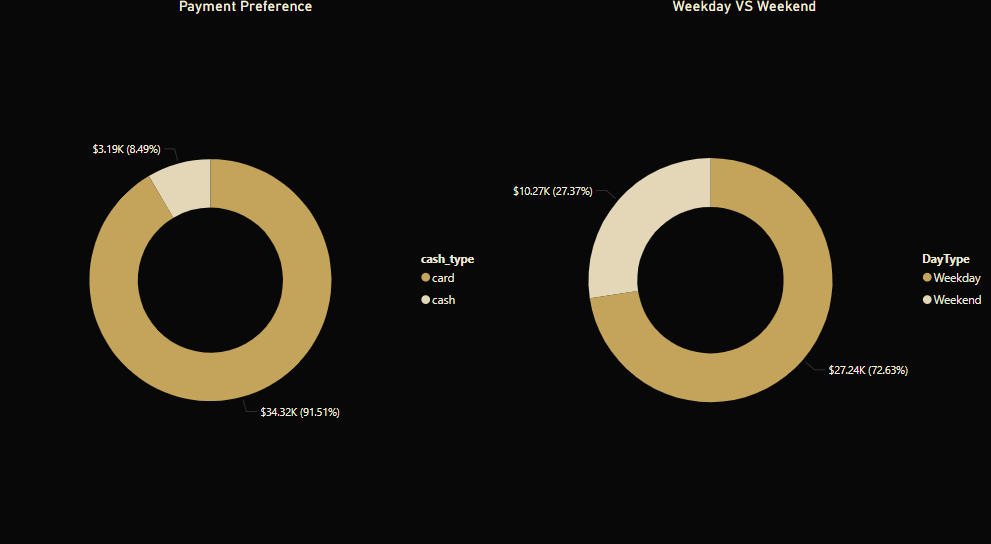 Payment Preference
$3.19K (8.49%)
$34.32K (91.51%)
cash_type
card
cash
Weekday VS Weekend
$10.27K (27.37%)
$27.24K (72.63%)
DayType
Weekday
Weekend